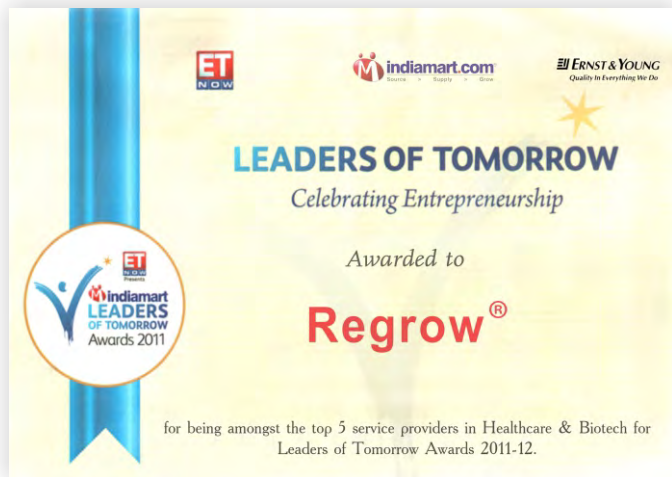 ET
NOW
indiamart.com
Source > Supply > Grow
ERNST & YOUNG
Quality In Everything We Do
LEADERS OF TOMORROW
Celebrating Entrepreneurship
Awarded to
Regrow®
ET
NOW
Presents
indiamart
LEADERS
OF TOMORROW
Awards 2011
for being amongst the top 5 service providers in Healthcare & Biotech for
Leaders of Tomorrow Awards 2011-12.